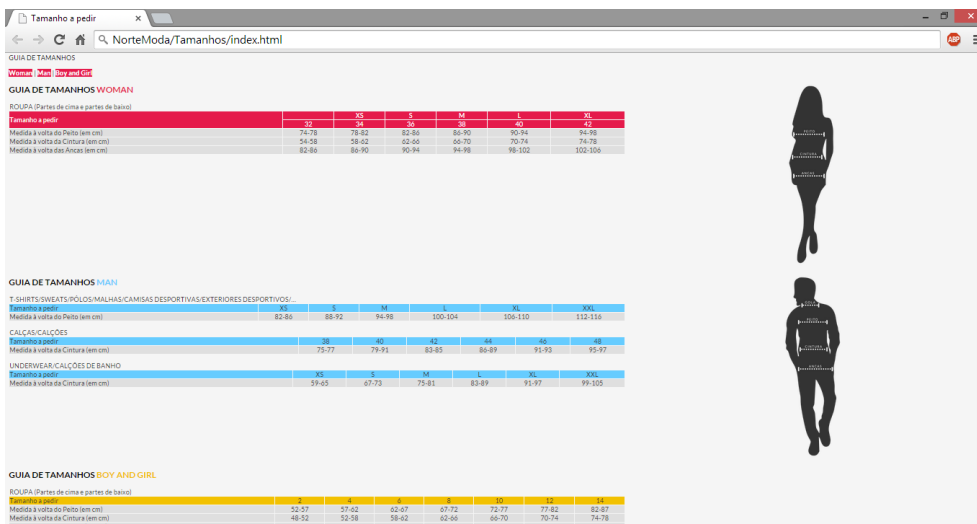 Tamanho a pedir
NorteModa/Tamanhos/index.html
ABP
GUIA DE TAMANHOS
Woman Man Boy and Girl
GUIA DE TAMANHOS WOMAN
ROUPA (Partes de cima e partes de baixo)
Tamanho a pedir XS S M L XL
32 34 36 38 40 42
Medida à volta do Peito (em cm) 74-78 78-82 82-86 86-90 90-94 94-98
Medida à volta da Cintura (em cm) 54-58 58-62 62-66 66-70 70-74 74-78
Medida à volta das Ancas (em cm) 82-86 86-90 90-94 94-98 98-102 102-106
CINTURA
ANCAS
GUIA DE TAMANHOS MAN
T-SHIRTS/SWEATS/PÓLOS/MALHAS/CAMISAS DESPORTIVAS/EXTERIORES DESPORTIVOS/...
Tamanho a pedir XS S M L XL XXL
Medida à volta do Peito (em cm) 82-86 88-92 94-98 100-104 106-110 112-116
CALÇAS/CALÇÕES
Tamanho a pedir 38 40 42 44 46 48
Medida à volta da Cintura (em cm) 75-77 79-91 83-85 86-89 91-93 95-97
UNDERWEAR/CALÇÕES DE BANHO
Tamanho a pedir XS S M L XL XXL
Medida à volta da Cintura (em cm) 59-65 67-73 75-81 83-89 91-97 99-105
CINTURA
ANCAS
GUIA DE TAMANHOS BOY AND GIRL
ROUPA (Partes de cima e partes de baixo)
Tamanho a pedir 2 4 6 8 10 12 14
Medida à volta do Peito (em cm) 52-57 57-62 62-67 67-72 72-77 77-82 82-87
Medida à volta da Cintura (em cm) 48-52 52-58 58-62 62-66 66-70 70-74 74-78